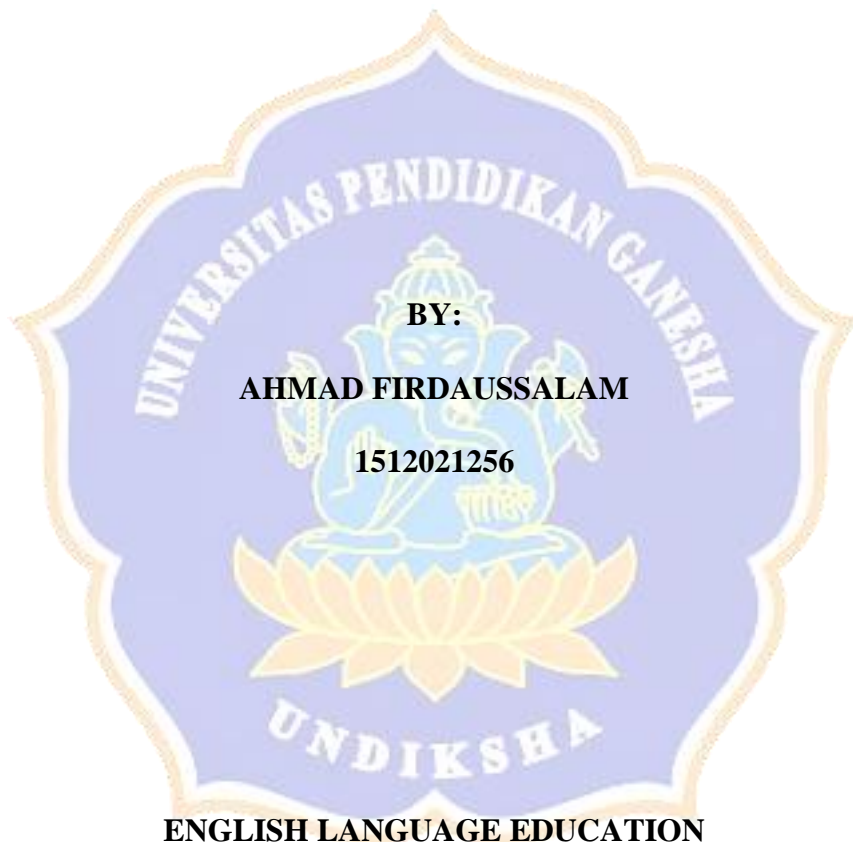 UNIVERSITAS PENDIDIKAN GANESHA
BY:
AHMAD FIRDAUSSALAM
1512021256
UNDIKSHA
ENGLISH LANGUAGE EDUCATION